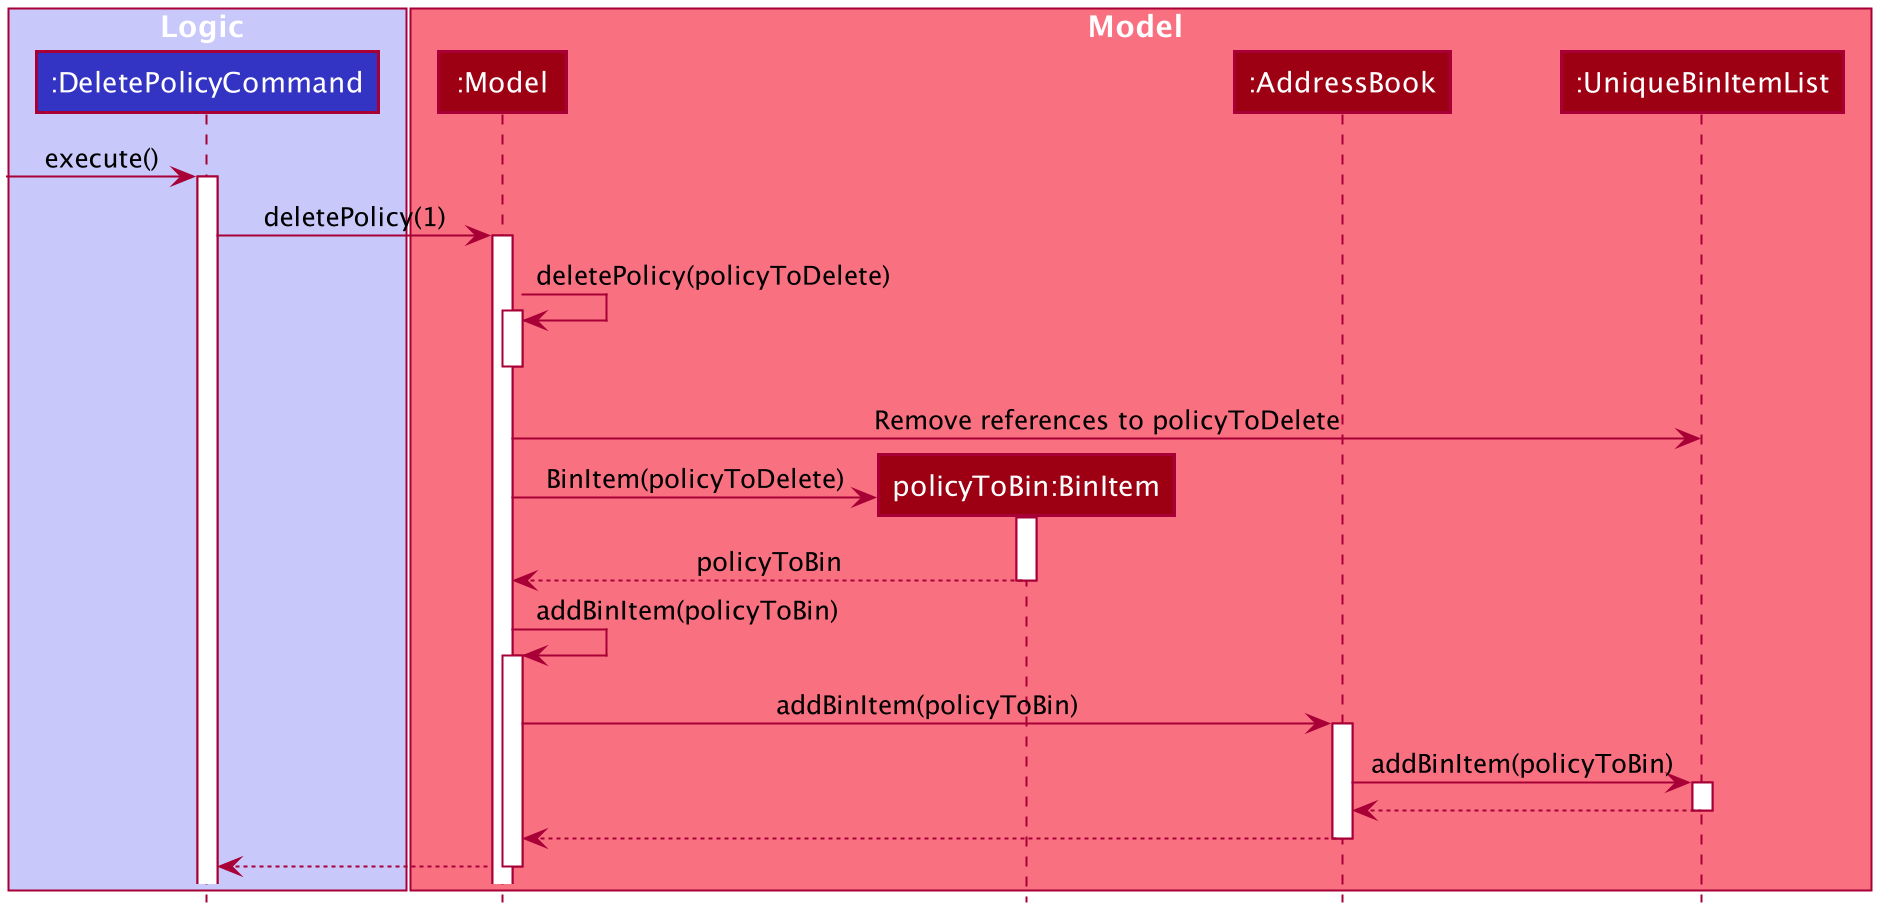 Logic
Model
:DeletePolicyCommand
:Model
:AddressBook
:UniqueBinItemList
execute()
deletePolicy(1)
deletePolicy(policyToDelete)
Remove references to policyToDelete
BinItem(policyToDelete)
policyToBin:BinItem
policyToBin
addBinItem(policyToBin)
addBinItem(policyToBin)
addBinItem(policyToBin)